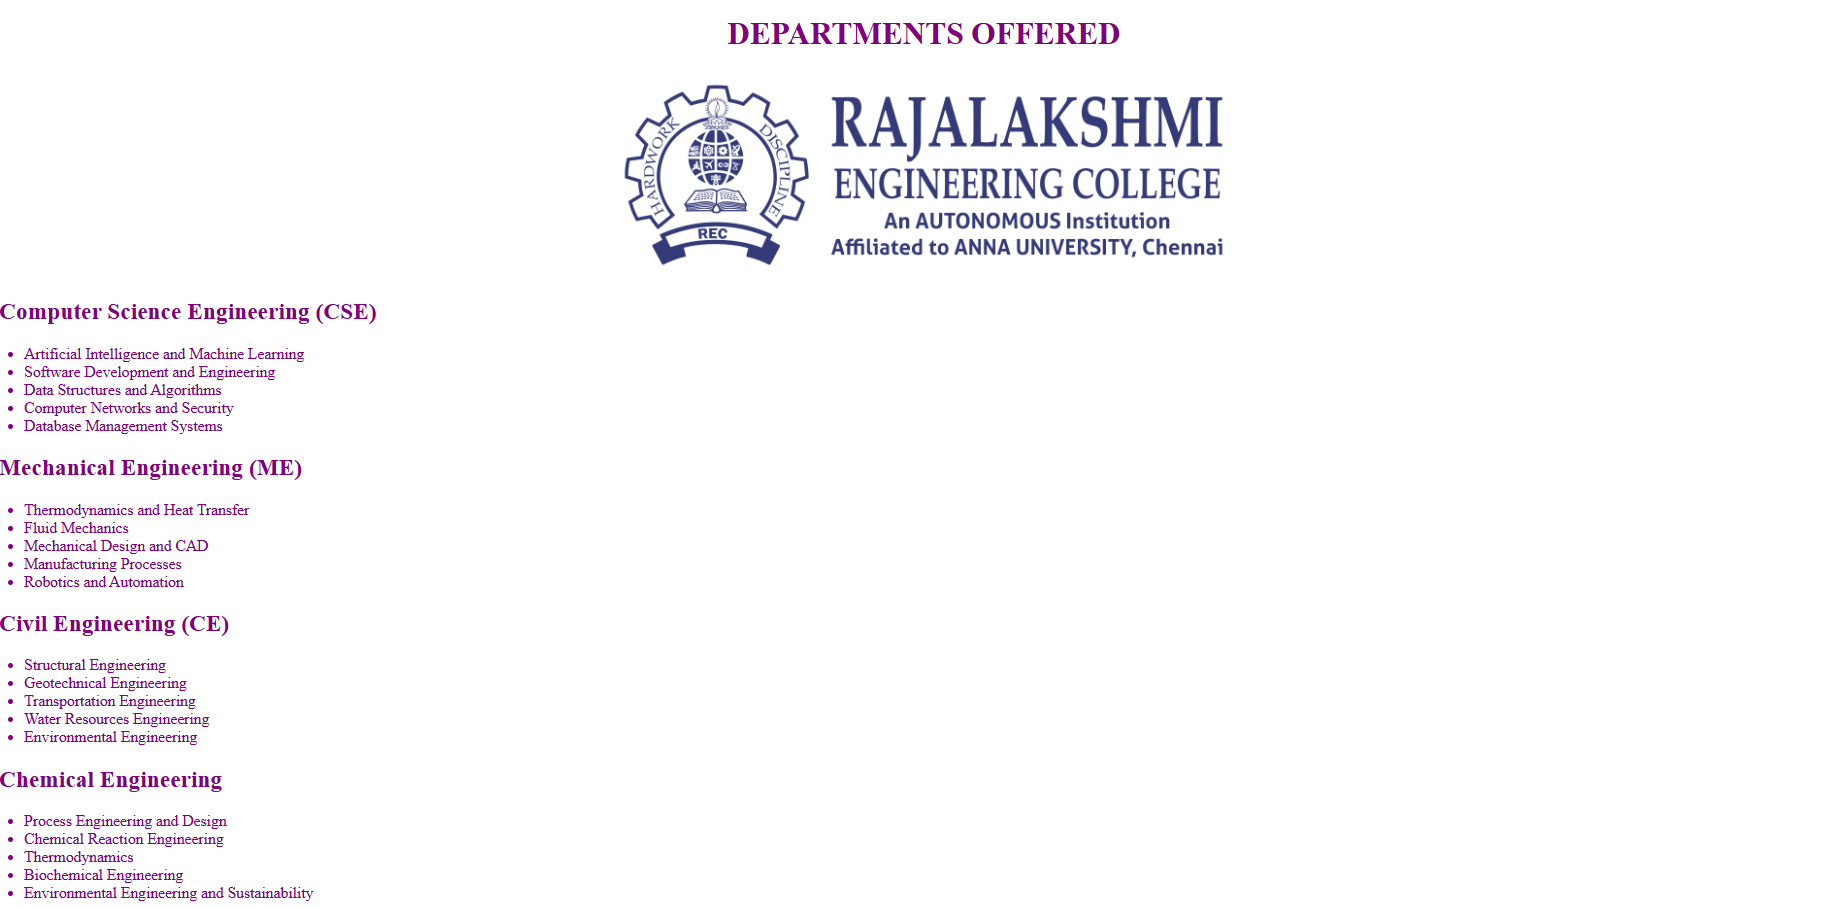 DEPARTMENTS OFFERED
HARDWORK
DISCIPLINE
REC
RAJALAKSHMI
ENGINEERING COLLEGE
An AUTONOMOUS Institution
Affiliated to ANNA UNIVERSITY, Chennai
Computer Science Engineering (CSE)
Artificial Intelligence and Machine Learning
Software Development and Engineering
Data Structures and Algorithms
Computer Networks and Security
Database Management Systems
Mechanical Engineering (ME)
Thermodynamics and Heat Transfer
Fluid Mechanics
Mechanical Design and CAD
Manufacturing Processes
Robotics and Automation
Civil Engineering (CE)
Structural Engineering
Geotechnical Engineering
Transportation Engineering
Water Resources Engineering
Environmental Engineering
Chemical Engineering
Process Engineering and Design
Chemical Reaction Engineering
Thermodynamics
Biochemical Engineering
Environmental Engineering and Sustainability